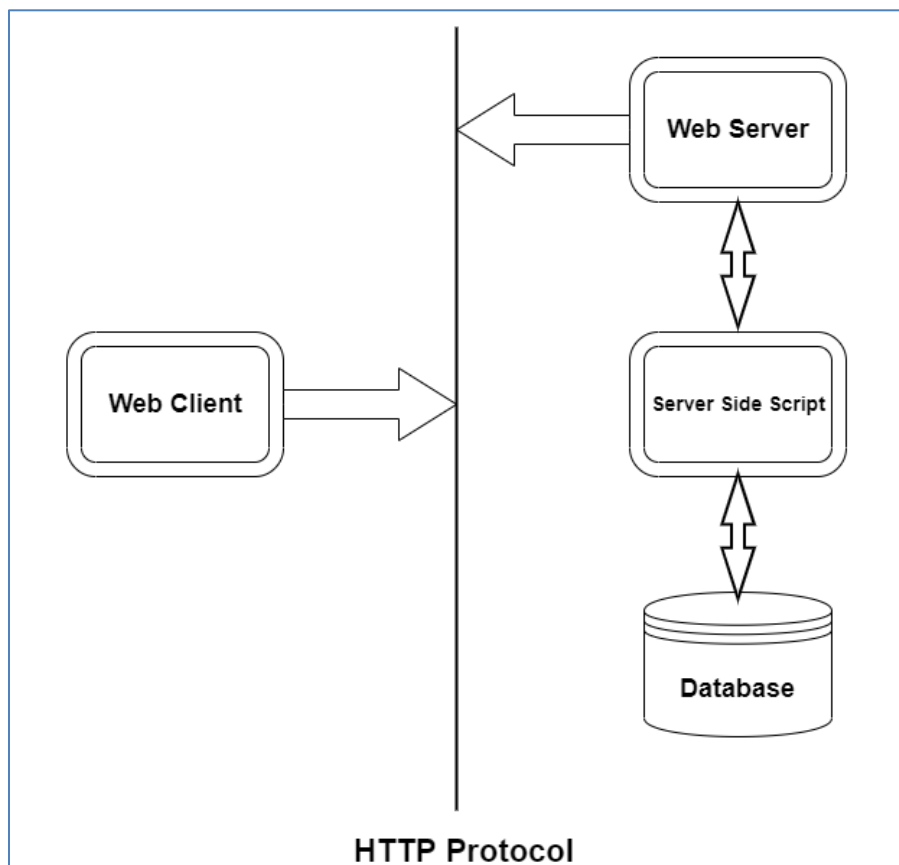 Web Server
Web Client
Server Side Script
Database
HTTP Protocol